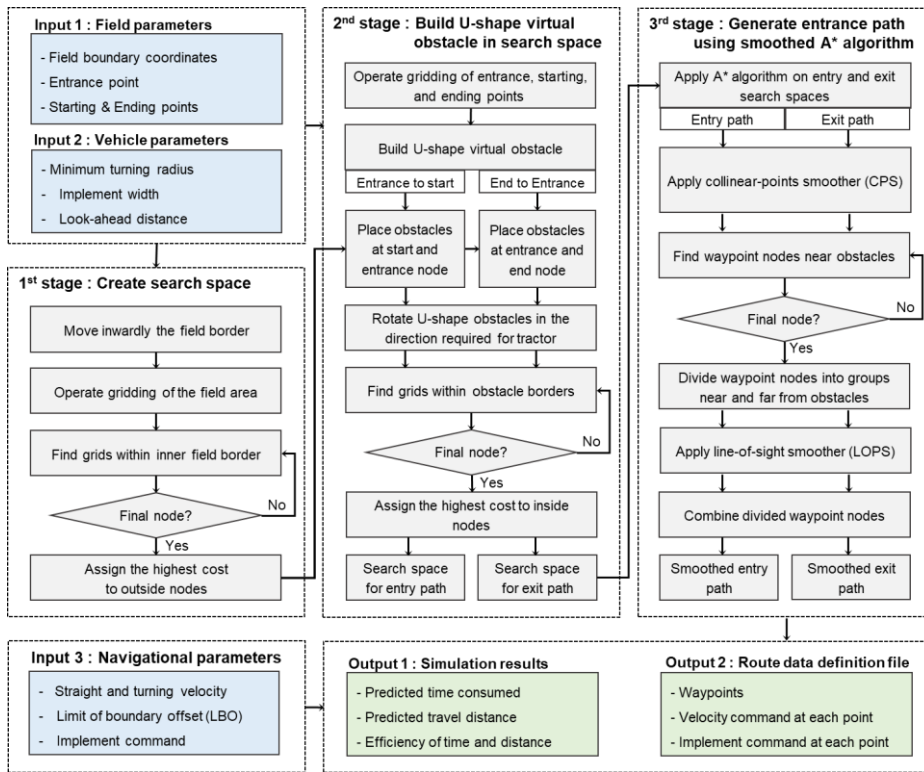 Input 1 : Field parameters
- Field boundary coordinates
- Entrance point
- Starting & Ending points
Input 2 : Vehicle parameters
- Minimum turning radius
- Implement width
- Look-ahead distance
1st stage : Create search space
Move inwardly the field border
Operate gridding of the field area
Find grids within inner field border
Final node?
No
Yes
Assign the highest cost
to outside nodes
2nd stage : Build U-shape virtual
obstacle in search space
Operate gridding of entrance, starting,
and ending points
Build U-shape virtual obstacle
Entrance to start
End to Entrance
Place obstacles
at start and
entrance node
Place obstacles
at entrance and
end node
Rotate U-shape obstacles in the
direction required for tractor
Find grids within obstacle borders
Final node?
No
Yes
Assign the highest cost to inside
nodes
Search space
for entry path
Search space
for exit path
3rd stage : Generate entrance path
using smoothed A* algorithm
Apply A* algorithm on entry and exit
search spaces
Entry path
Exit path
Apply collinear-points smoother (CPS)
Find waypoint nodes near obstacles
Final node?
No
Yes
Divide waypoint nodes into groups
near and far from obstacles
Apply line-of-sight smoother (LOPS)
Combine divided waypoint nodes
Smoothed entry
path
Smoothed exit
path
Input 3 : Navigational parameters
- Straight and turning velocity
- Limit of boundary offset (LBO)
- Implement command
Output 1 : Simulation results
- Predicted time consumed
- Predicted travel distance
- Efficiency of time and distance
Output 2 : Route data definition file
- Waypoints
- Velocity command at each point
- Implement command at each point